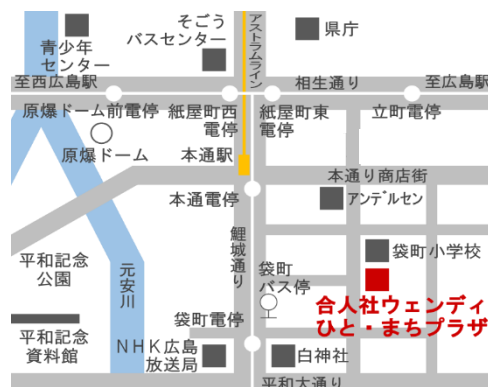 そごう
バスセンター
アストラムライン
県庁
青少年
センター
至西広島駅
相生通り
至広島駅
原爆ドーム前電停
紙屋町西
電停
紙屋町東
電停
立町電停
原爆ドーム
本通駅
本通り商店街
本通電停
アンデルセン
鯉城通り
袋町小学校
平和記念
公園
元安川
袋町
バス停
合人社ウェンディ
ひと・まちプラザ
袋町電停
平和記念
資料館
NHK広島
放送局
白神社
平和大通り